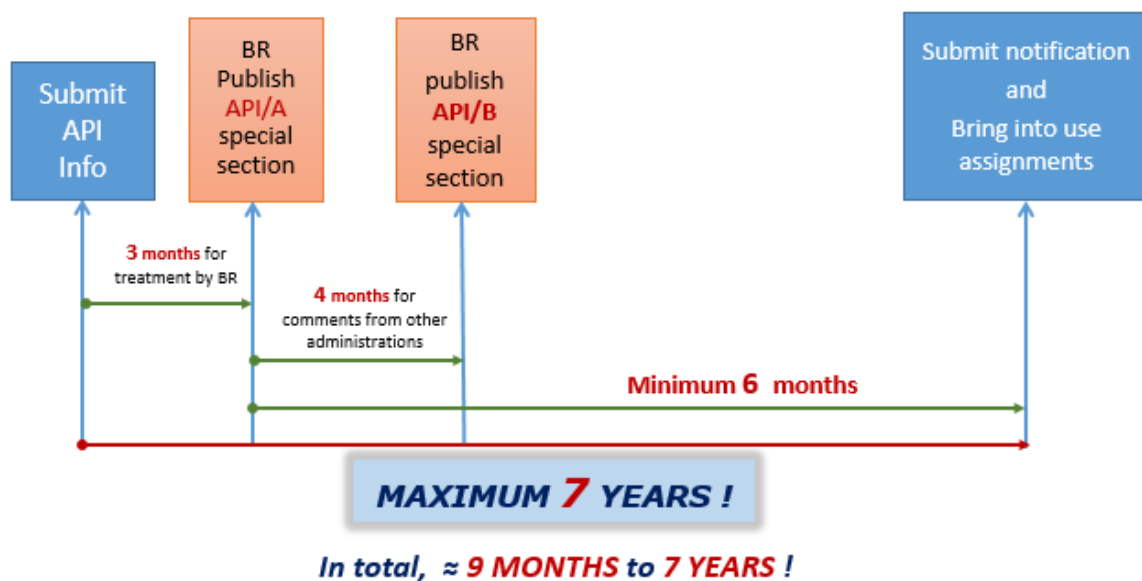 Submit
API
Info
BR
Publish
API/A
special
section
BR
publish
API/B
special
section
Submit notification
and
Bring into use
assignments
3 months for
treatment by BR
4 months for
comments from other
administrations
Minimum 6 months
MAXIMUM 7 YEARS !
In total, ≈ 9 MONTHS to 7 YEARS !